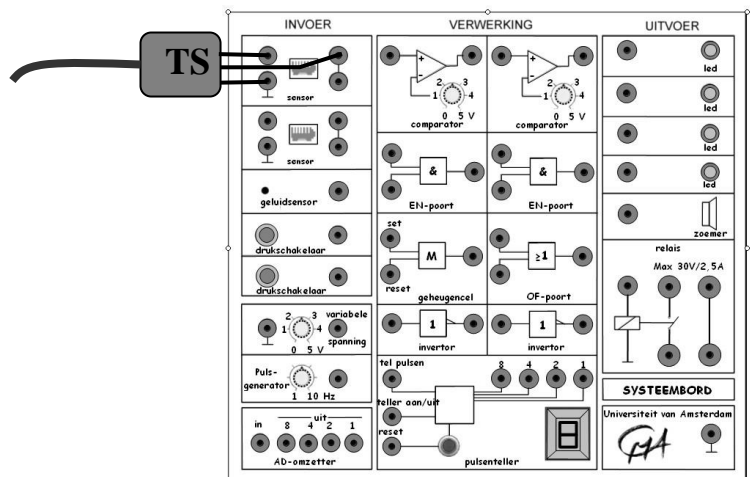 INVOER
VERWERKING
UITVOER
TS
sensor
sensor
geluidsensor
drukschakelaar
drukschakelaar
2 3
1 4
0 5 V
variabele
spanning
Puls-
generator
1 10 Hz
in
uit
8 4 2 1
AD-omzetter
+
−
2 3
1 4
0 5 V
comparator
+
−
2 3
1 4
0 5 V
comparator
&
EN-poort
&
EN-poort
set
M
reset
geheugencel
≥1
OF-poort
1
invertor
1
invertor
tel pulsen
8 4 2 1
teller aan/uit
reset
8
pulsenteller
led
led
led
led
zoemer
relais
Max 30V/2,5A
SYSTEEMBORD
Universiteit van Amsterdam
CMA